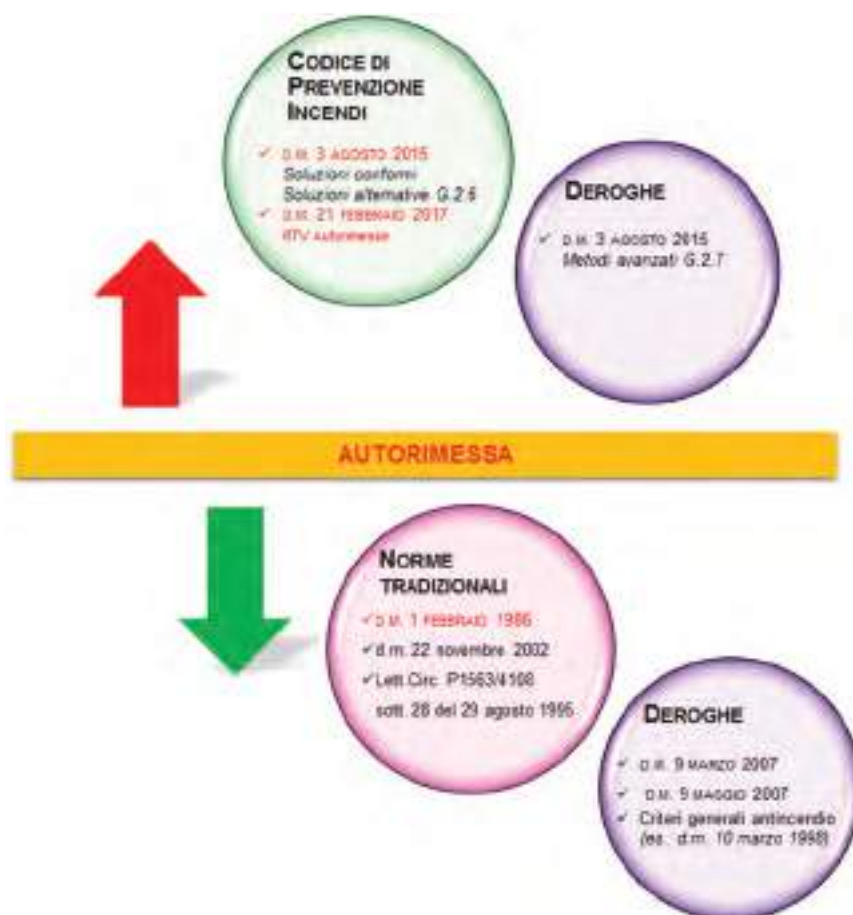 CODICE DI
PREVENZIONE
INCENDI
✓ D.M. 3 AGOSTO 2015
Soluzioni conformi
Soluzioni alternative G.2.6
✓ D.M. 21 FEBBRAIO 2017
RTV Autorimesse
DEROGHE
✓ D.M. 3 AGOSTO 2015
Metodi avanzati G.2.7
AUTORIMESSA
NORME
TRADIZIONALI
✓ D.M. 1 FEBBRAIO 1986
✓ d.m. 22 novembre 2002
✓ Lett.Circ. P1563/4108
sott. 28 del 29 agosto 1995
DEROGHE
✓ D.M. 9 MARZO 2007
✓ D.M. 9 MAGGIO 2007
✓ Criteri generali antincendio
(es. d.m. 10 marzo 1998)